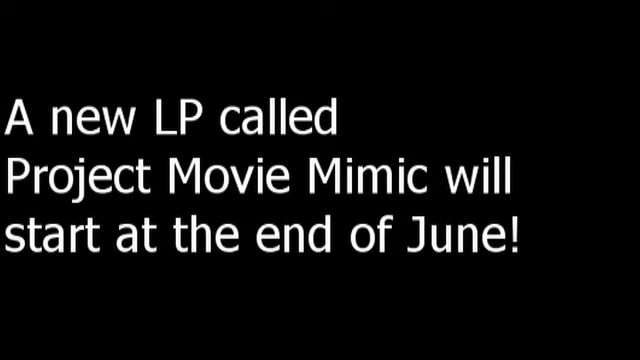 A new LP called
Project Movie Mimic will
start at the end of June!